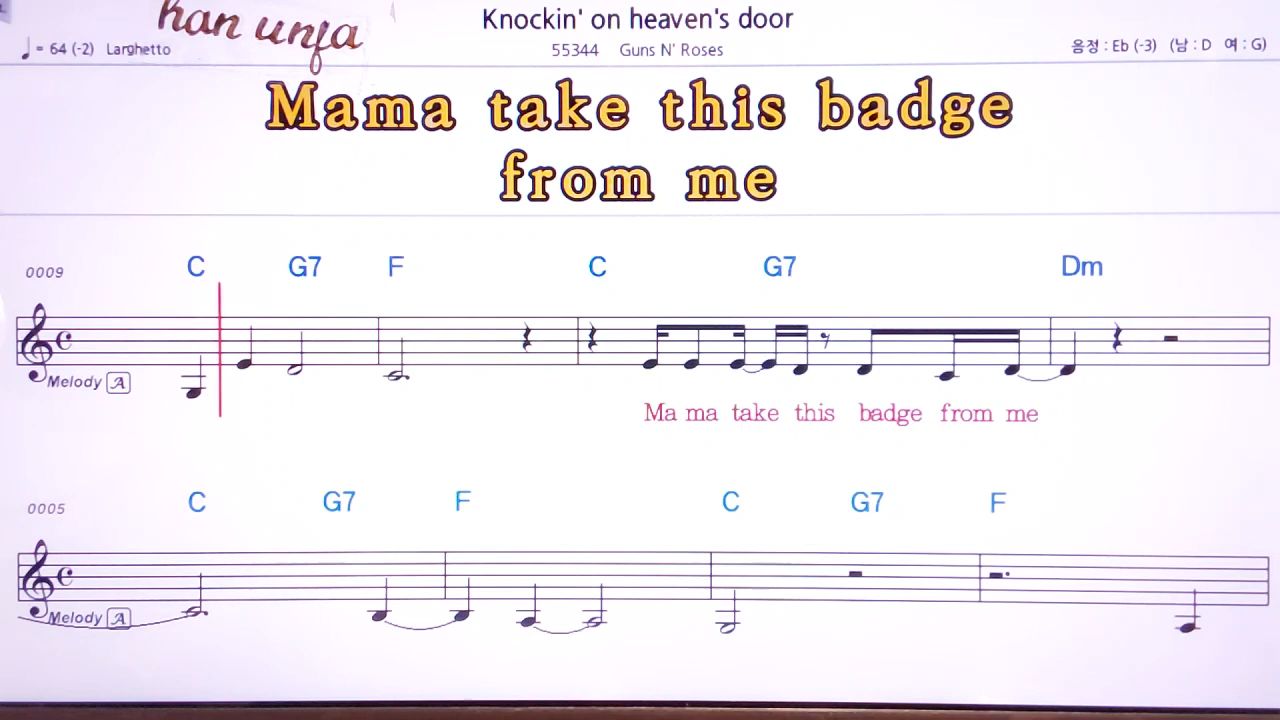 han unfa
Knockin' on heaven's door
♩ = 64 (-2) Larghetto
55344 Guns N' Roses
음정 : Eb (-3) (남 : D 여 : G)
Mama take this badge
from me
0009
C G7 F C G7 Dm
Melody A
Ma ma take this badge from me
0005
C G7 F C G7 F
Melody A